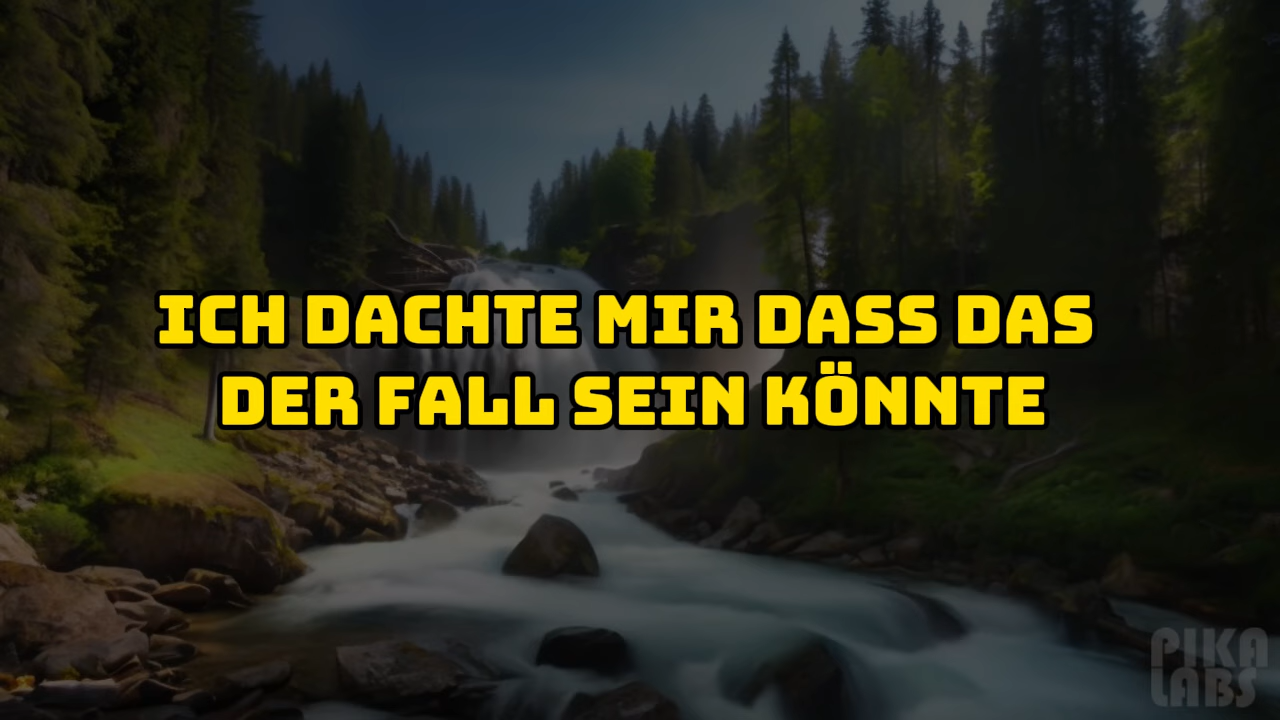 ICH DACHTE MIR DASS DAS
DER FALL SEIN KÖNNTE
PIKA
LABS